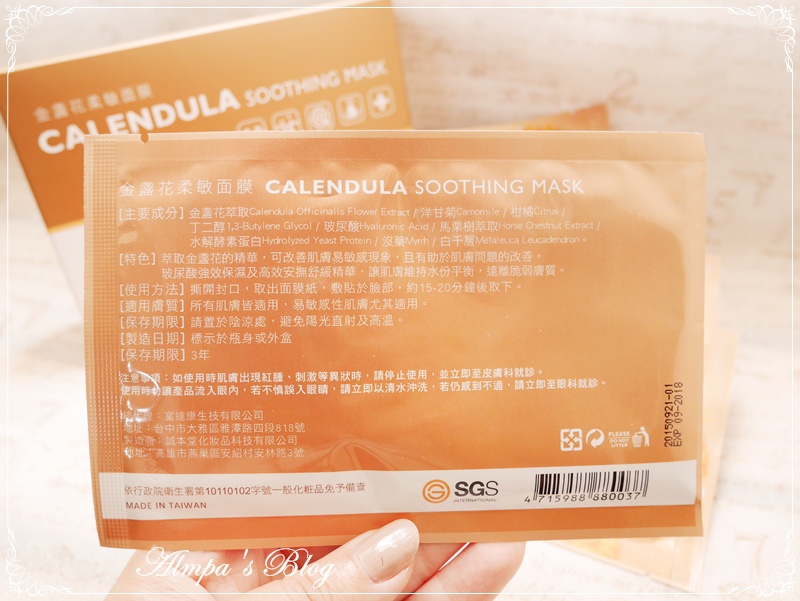 金盞花柔敏面膜
CALENDULA SOOTHING MASK
金盞花柔敏面膜 CALENDULA SOOTHING MASK
[主要成分] 金盞花萃取Calendula Officinalis Flower Extract / 洋甘菊Camomile / 柑橘Citrus /
丁二醇1,3-Butylene Glycol / 玻尿酸Hyaluronic Acid / 馬栗樹萃取Horse Chestnut Extract /
水解酵素蛋白Hydrolyzed Yeast Protein / 沒藥Myrrh / 白千層Melaleuca Leucadendron。
[特色] 萃取金盞花的精華，可改善肌膚易敏感現象，且有助於肌膚問題的改善。
玻尿酸強效保濕及高效安撫舒緩精華，讓肌膚維持水份平衡，遠離脆弱膚質。
[使用方法] 撕開封口，取出面膜紙，敷貼於臉部，約15-20分鐘後取下。
[適用膚質] 所有肌膚皆適用，易敏感性肌膚尤其適用。
[保存期限] 請置於陰涼處，避免陽光直射及高溫。
[製造日期] 標示於瓶身或外盒
[保存期限] 3年
注意事項：如使用時肌膚出現紅腫、刺激等異狀時，請停止使用，並立即至皮膚科就診。
使用時勿讓產品流入眼內，若不慎誤入眼睛，請立即以清水沖洗，若仍感到不適，請立即至眼科就診。
富達康生技有限公司
地址：台中市大雅區雅潭路四段818號
製造商：誠本堂化妝品科技有限公司
地址：高雄市燕巢區安招村安林路3號
PLEASE DO NOT LITTER
20150921-01
EXP 09-2018
依行政院衛生署第10110102字號一般化粧品免予備查
MADE IN TAIWAN
SGS
INTERNATIONAL
4 715988 880037
Almpa's Blog